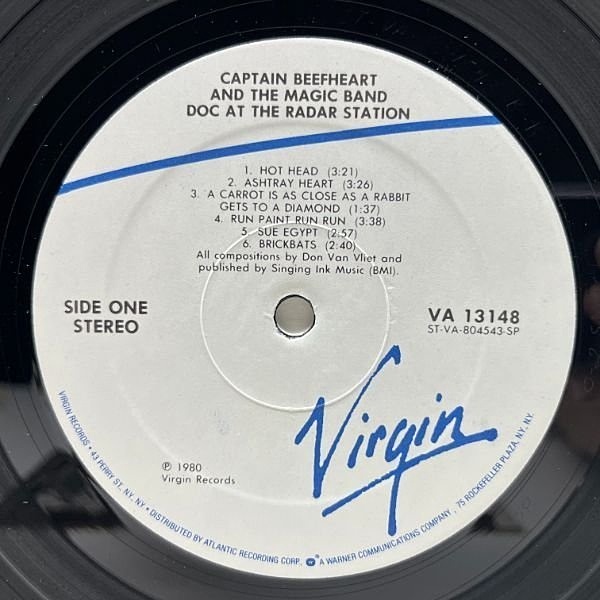 CAPTAIN BEEFHEART
AND THE MAGIC BAND
DOC AT THE RADAR STATION
1. HOT HEAD (3:21)
2. ASHTRAY HEART (3:26)
3. A CARROT IS AS CLOSE AS A RABBIT
GETS TO A DIAMOND (1:37)
4. RUN PAINT RUN RUN (3:38)
5. SUE EGYPT (2:57)
6. BRICKBATS (2:40)
All compositions by Don Van Vliet and
published by Singing Ink Music (BMI).
SIDE ONE
STEREO
VA 13148
ST-VA-804543-SP
Virgin
℗ 1980
Virgin Records
VIRGIN RECORDS • 43 PERRY ST. NY, NY • DISTRIBUTED BY ATLANTIC RECORDING CORP. A WARNER COMMUNICATIONS COMPANY, 75 ROCKEFELLER PLAZA, NY. NY.